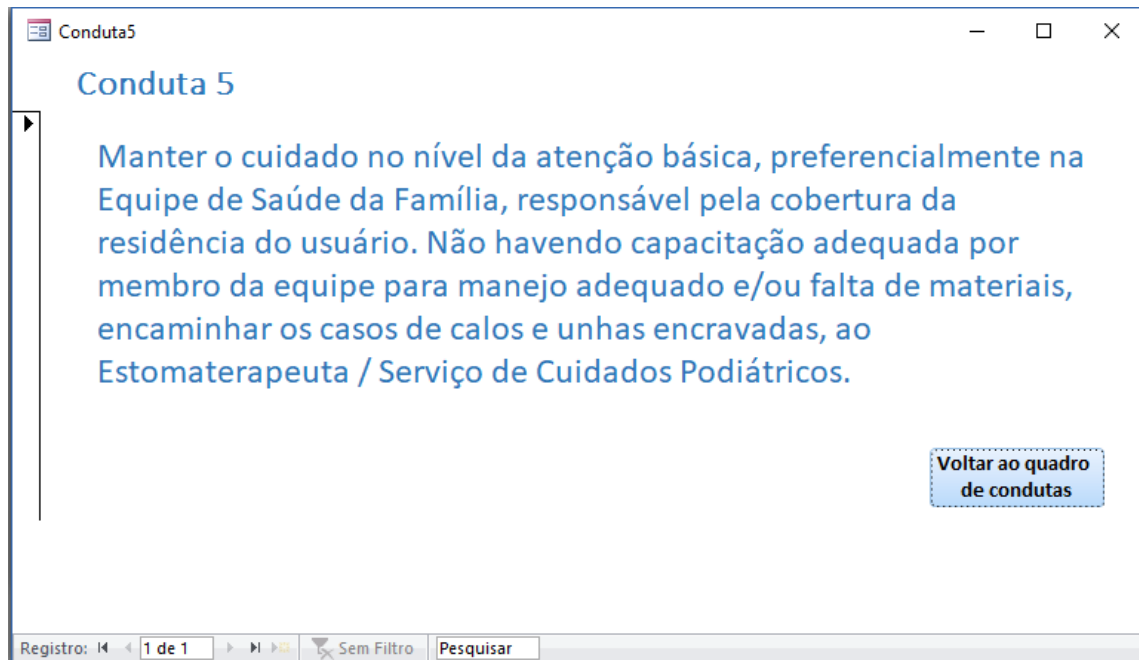 Conduta5
Conduta 5
Manter o cuidado no nível da atenção básica, preferencialmente na
Equipe de Saúde da Família, responsável pela cobertura da
residência do usuário. Não havendo capacitação adequada por
membro da equipe para manejo adequado e/ou falta de materiais,
encaminhar os casos de calos e unhas encravadas, ao
Estomaterapeuta / Serviço de Cuidados Podiátricos.
Voltar ao quadro
de condutas
Registro: 1 de 1 Sem Filtro Pesquisar